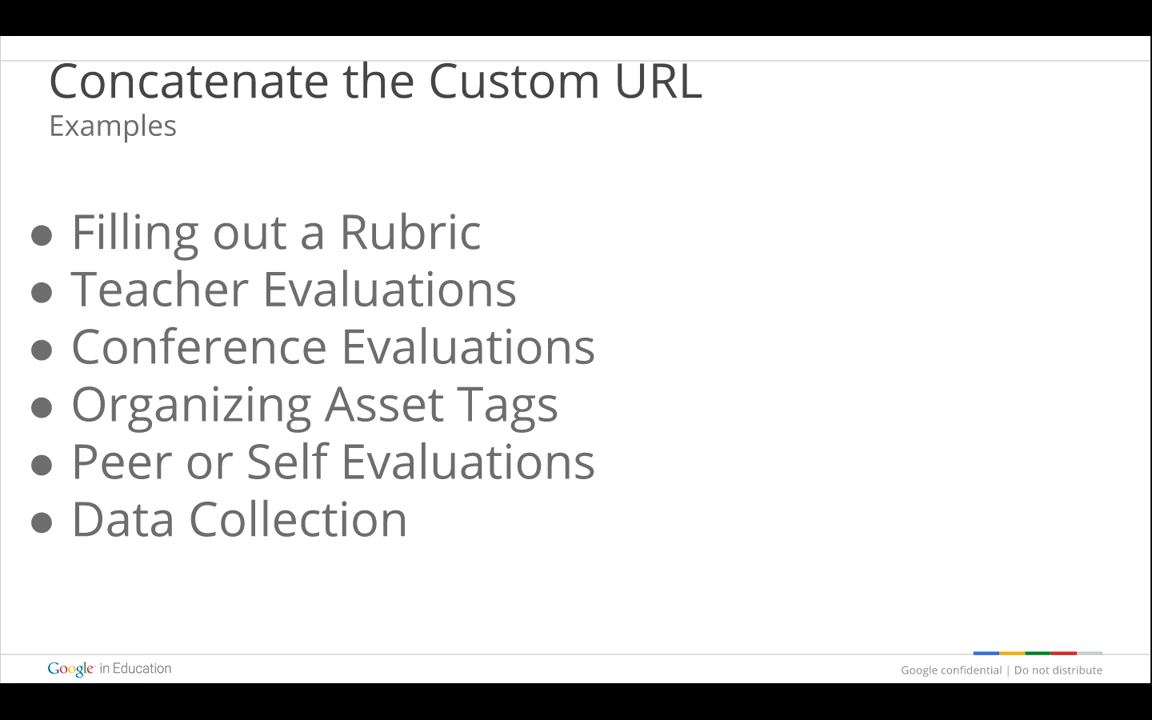 Concatenate the Custom URL
Examples
● Filling out a Rubric
● Teacher Evaluations
● Conference Evaluations
● Organizing Asset Tags
● Peer or Self Evaluations
● Data Collection
Google in Education
Google confidential | Do not distribute